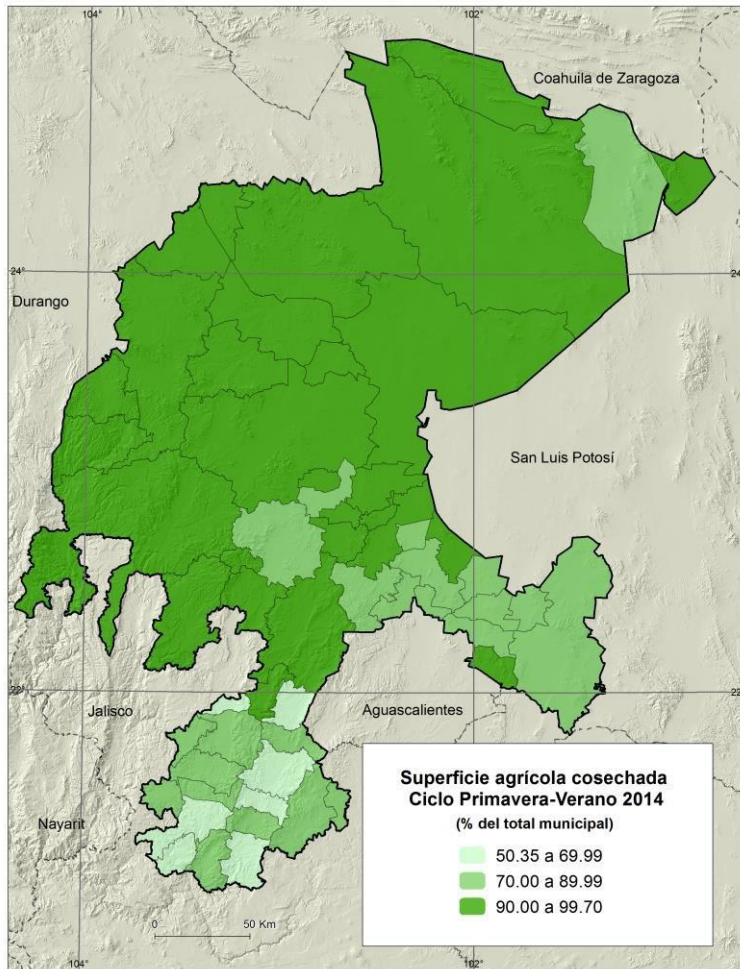 104°
102°
Coahuila de Zaragoza
24°
24
Durango
San Luis Potosí
22°
22
Jalisco
Aguascalientes
Nayarit
Superficie agrícola cosechada
Ciclo Primavera-Verano 2014
(% del total municipal)
50.35 a 69.99
70.00 a 89.99
90.00 a 99.70
0 50 Km
104°
102°